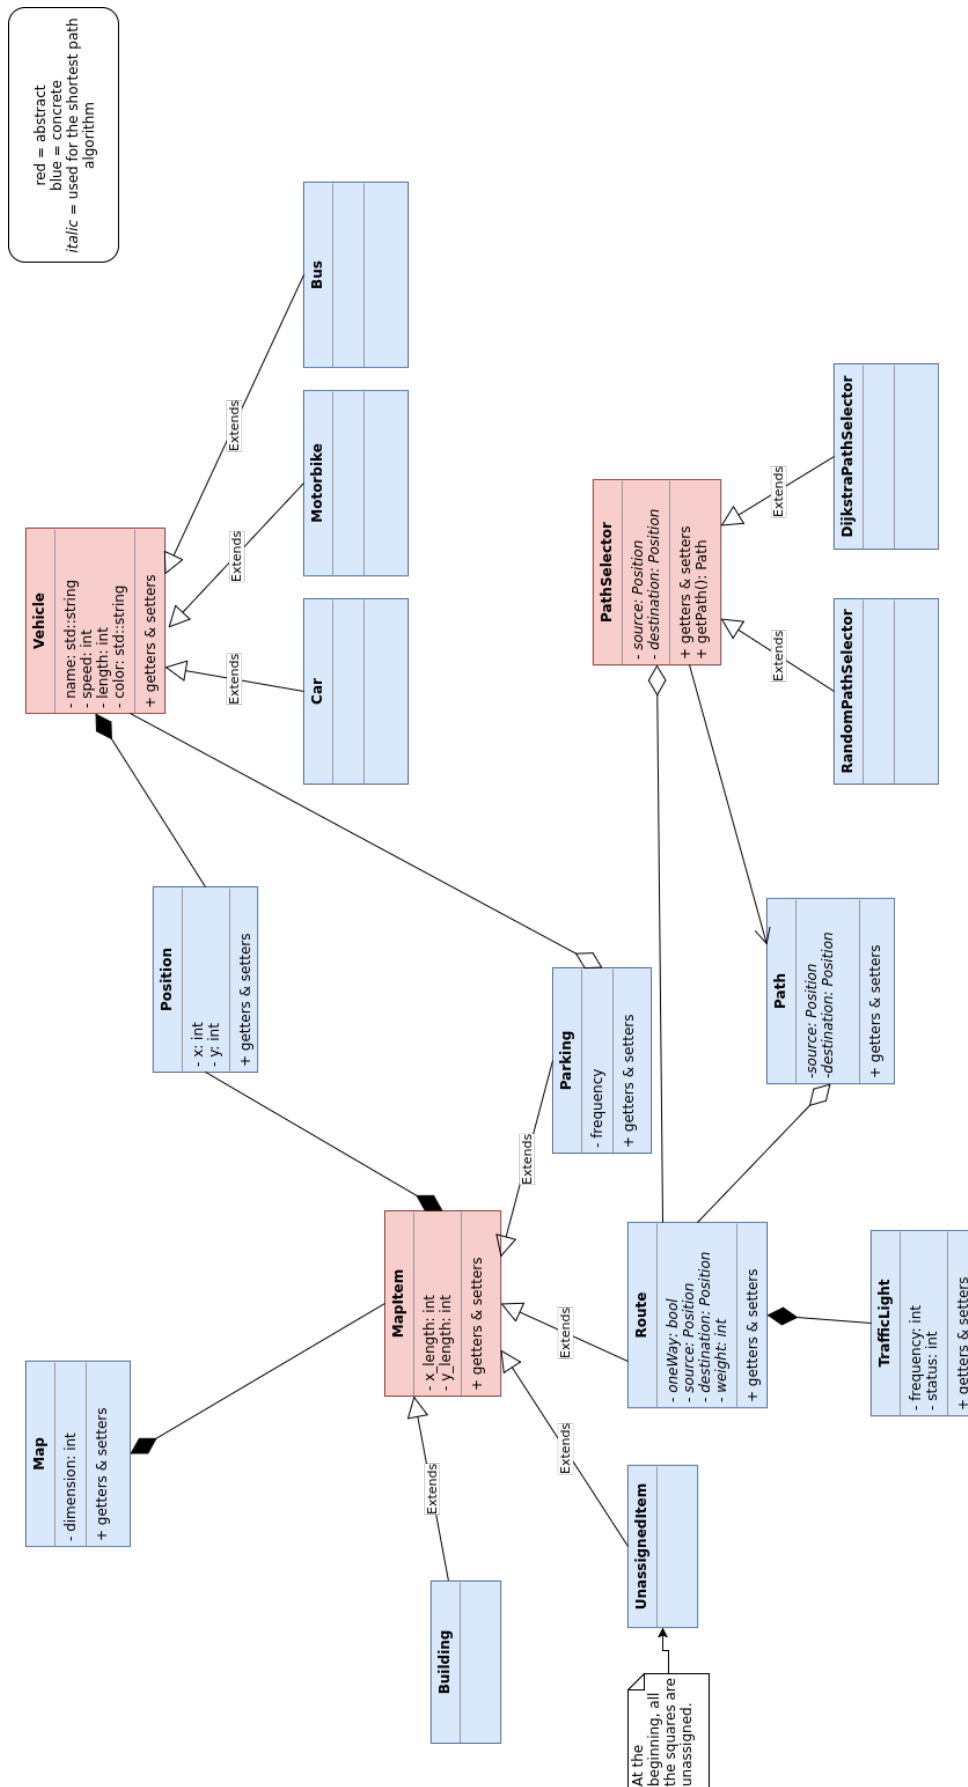 red = abstract
blue = concrete
italic = used for the shortest path
algorithm
Map
- dimension: int
+ getters & setters
Position
- x: int
- y: int
+ getters & setters
Vehicle
- name: std::string
- speed: int
- length: int
- color: std::string
+ getters & setters
Extends
Extends
Extends
Car
Motorbike
Bus
Building
Extends
MapItem
- x_length: int
- y_length: int
+ getters & setters
Extends
Parking
- frequency
+ getters & setters
Extends
Extends
At the
beginning, all
the squares are
unassigned.
UnassignedItem
Route
- oneWay: bool
- source: Position
- destination: Position
- weight: int
+ getters & setters
PathSelector
- source: Position
- destination: Position
+ getters & setters
+ getPath(): Path
Path
-source: Position
-destination: Position
+ getters & setters
Extends
Extends
RandomPathSelector
DijkstraPathSelector
TrafficLight
- frequency: int
- status: int
+ getters & setters